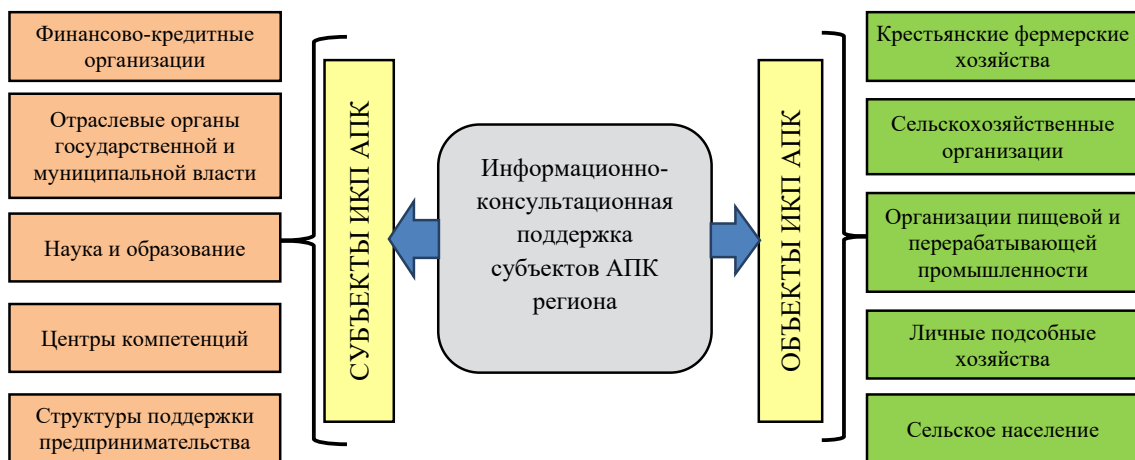 Финансово-кредитные
организации
Отраслевые органы
государственной и
муниципальной власти
Наука и образование
Центры компетенций
Структуры поддержки
предпринимательства
СУБЪЕКТЫ ИКП АПК
Информационно-
консультационная
поддержка
субъектов АПК
региона
ОБЪЕКТЫ ИКП АПК
Крестьянские фермерские
хозяйства
Сельскохозяйственные
организации
Организации пищевой и
перерабатывающей
промышленности
Личные подсобные
хозяйства
Сельское население